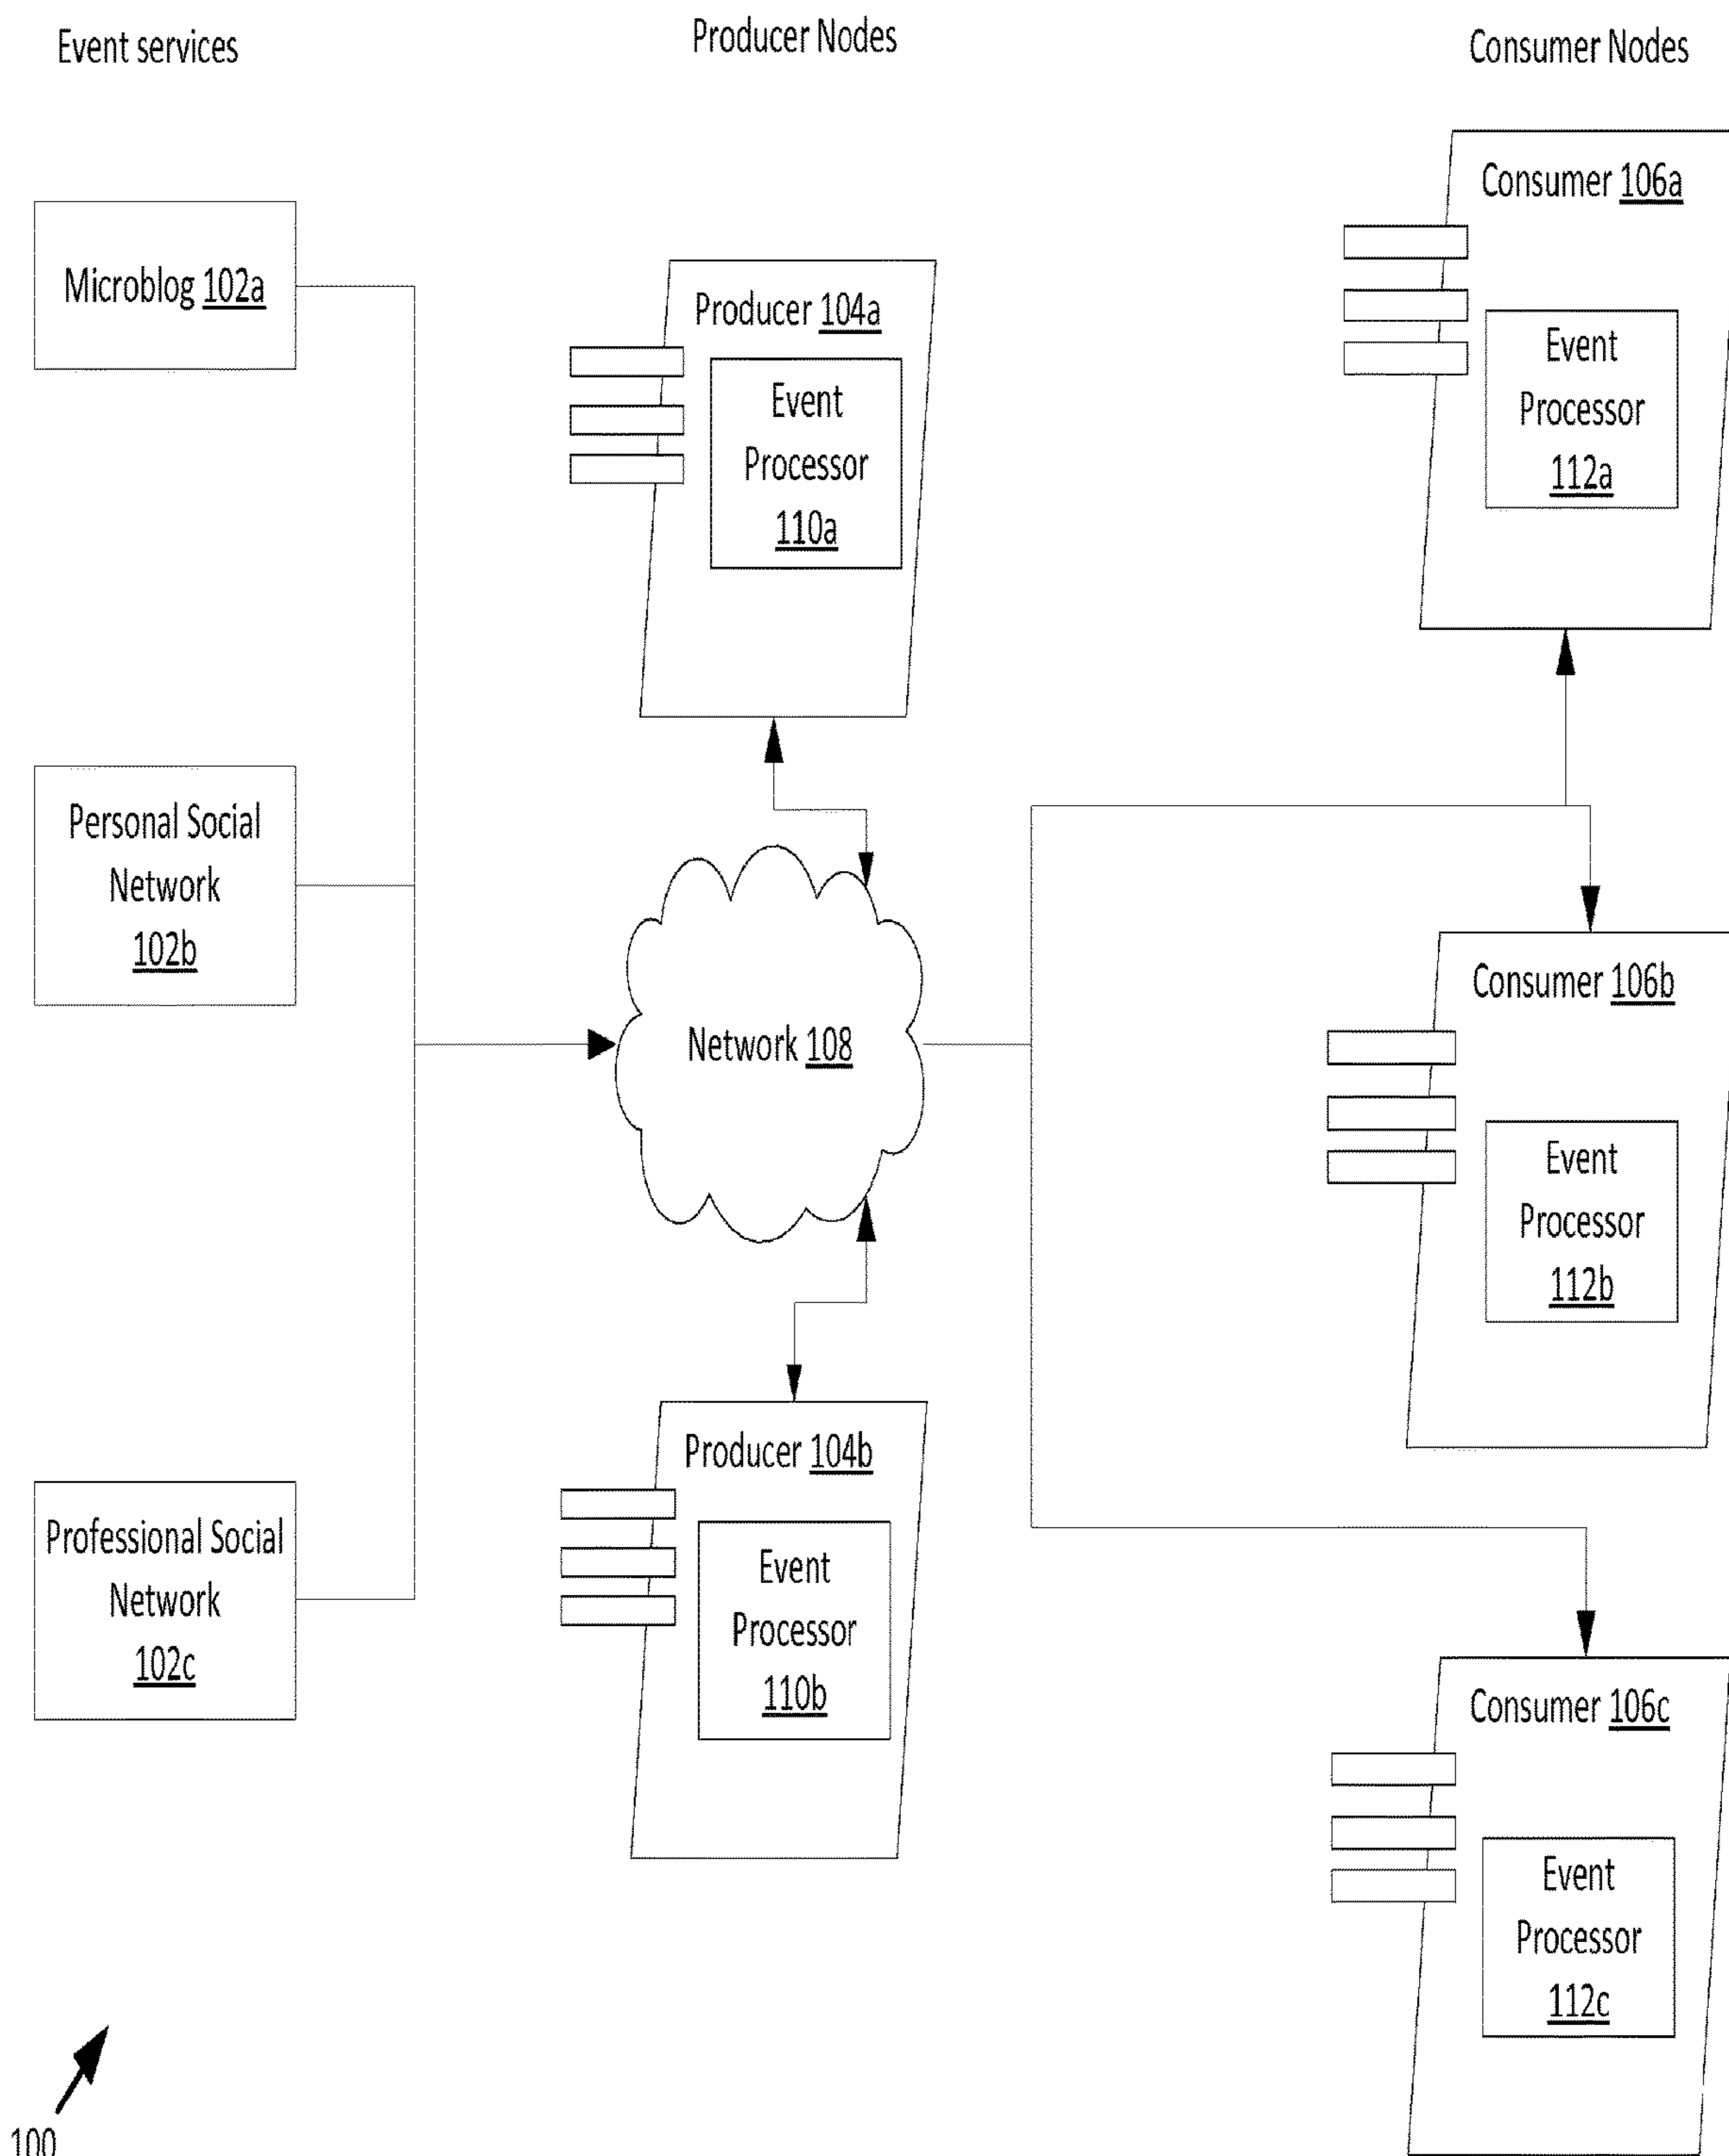 Event services
Producer Nodes
Consumer Nodes
Microblog 102a
Personal Social
Network
102b
Professional Social
Network
102c
Producer 104a
Event
Processor
110a
Network 108
Producer 104b
Event
Processor
110b
Consumer 106a
Event
Processor
112a
Consumer 106b
Event
Processor
112b
Consumer 106c
Event
Processor
112c
100